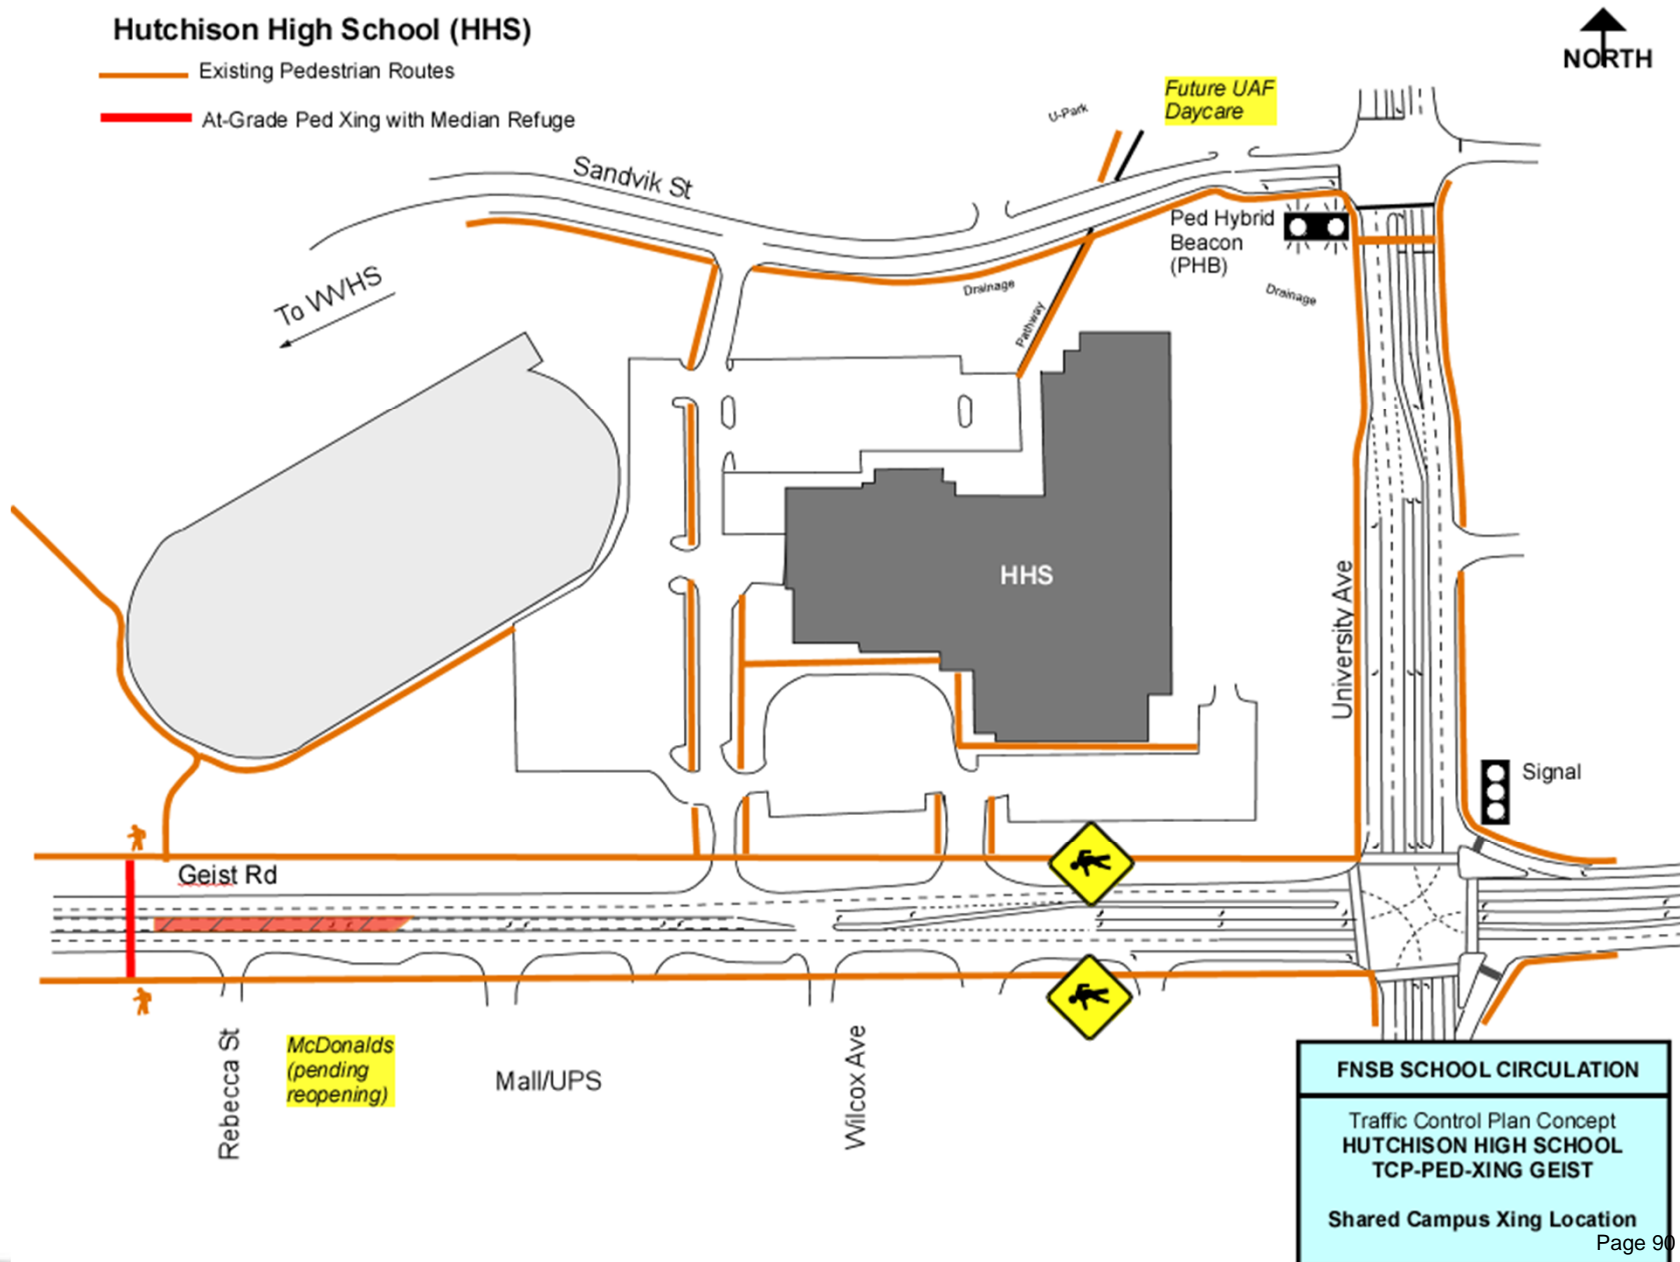 Hutchison High School (HHS)
Existing Pedestrian Routes
At-Grade Ped Xing with Median Refuge
NORTH
Future UAF
Daycare
U-Park
Sandvik St
Ped Hybrid
Beacon
(PHB)
To WVHS
Drainage
Drainage
Pathway
HHS
University Ave
Signal
Geist Rd
Rebecca St
McDonalds
(pending
reopening)
Mall/UPS
Wilcox Ave
FNSB SCHOOL CIRCULATION
Traffic Control Plan Concept
HUTCHISON HIGH SCHOOL
TCP-PED-XING GEIST
Shared Campus Xing Location
Page 90